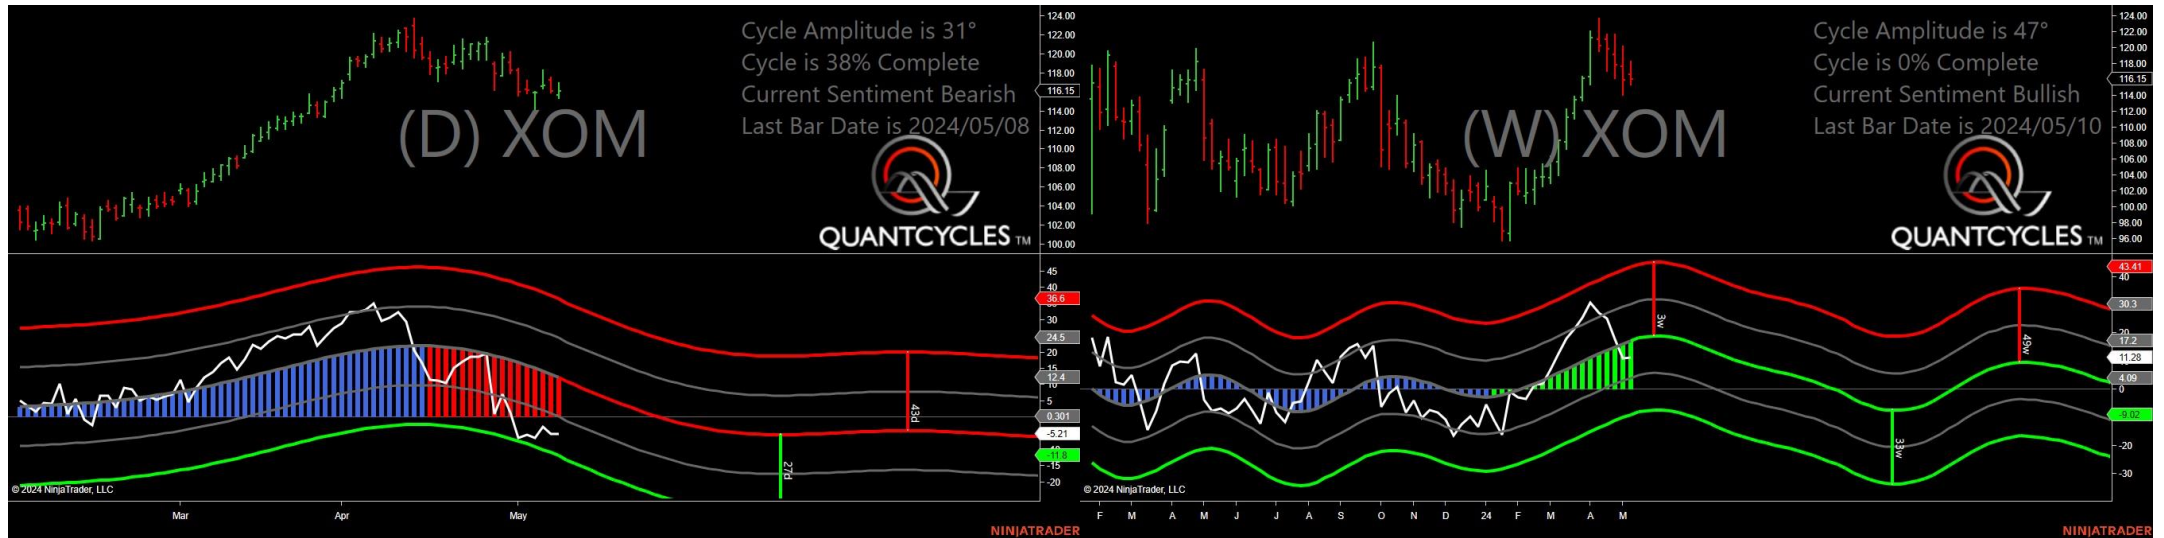 Cycle Amplitude is 31°
Cycle is 38% Complete
Current Sentiment Bearish
Last Bar Date is 2024/05/08
(D) XOM
QUANTCYCLES TM
124.00
122.00
120.00
118.00
116.15
114.00
112.00
110.00
108.00
106.00
104.00
102.00
100.00
45
40
36.6
30
24.5
20
15
12.4
10
5
0.301
-5.21
-11.8
-15
-20
43d
27d
© 2024 NinjaTrader, LLC
Mar Apr May
NINJATRADER
Cycle Amplitude is 47°
Cycle is 0% Complete
Current Sentiment Bullish
Last Bar Date is 2024/05/10
(W) XOM
QUANTCYCLES TM
124.00
122.00
120.00
118.00
116.15
114.00
112.00
110.00
108.00
106.00
104.00
102.00
100.00
98.00
96.00
43.41
40
30.3
20
17.2
11.28
4.09
0
-9.02
-20
-30
3w
49w
33w
© 2024 NinjaTrader, LLC
F M A M J J A S O N D 24 F M A M
NINJATRADER